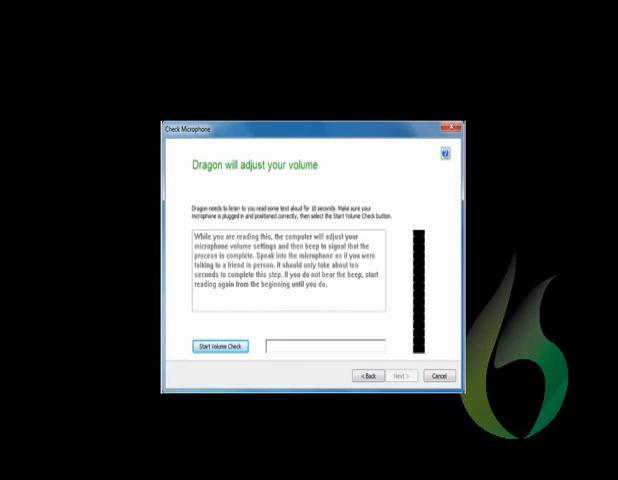 Check Microphone
Dragon will adjust your volume
Dragon needs to listen to you read some text aloud for 10 seconds. Make sure your
microphone is plugged in and positioned correctly, then select the Start Volume Check button.
While you are reading this, the computer will adjust your
microphone volume settings and then beep to signal that the
process is complete. Speak into the microphone as if you were
talking to a friend in person. It should only take about ten
seconds to complete this step. If you do not hear the beep, start
reading again from the beginning until you do.
Start Volume Check
< Back
Next >
Cancel